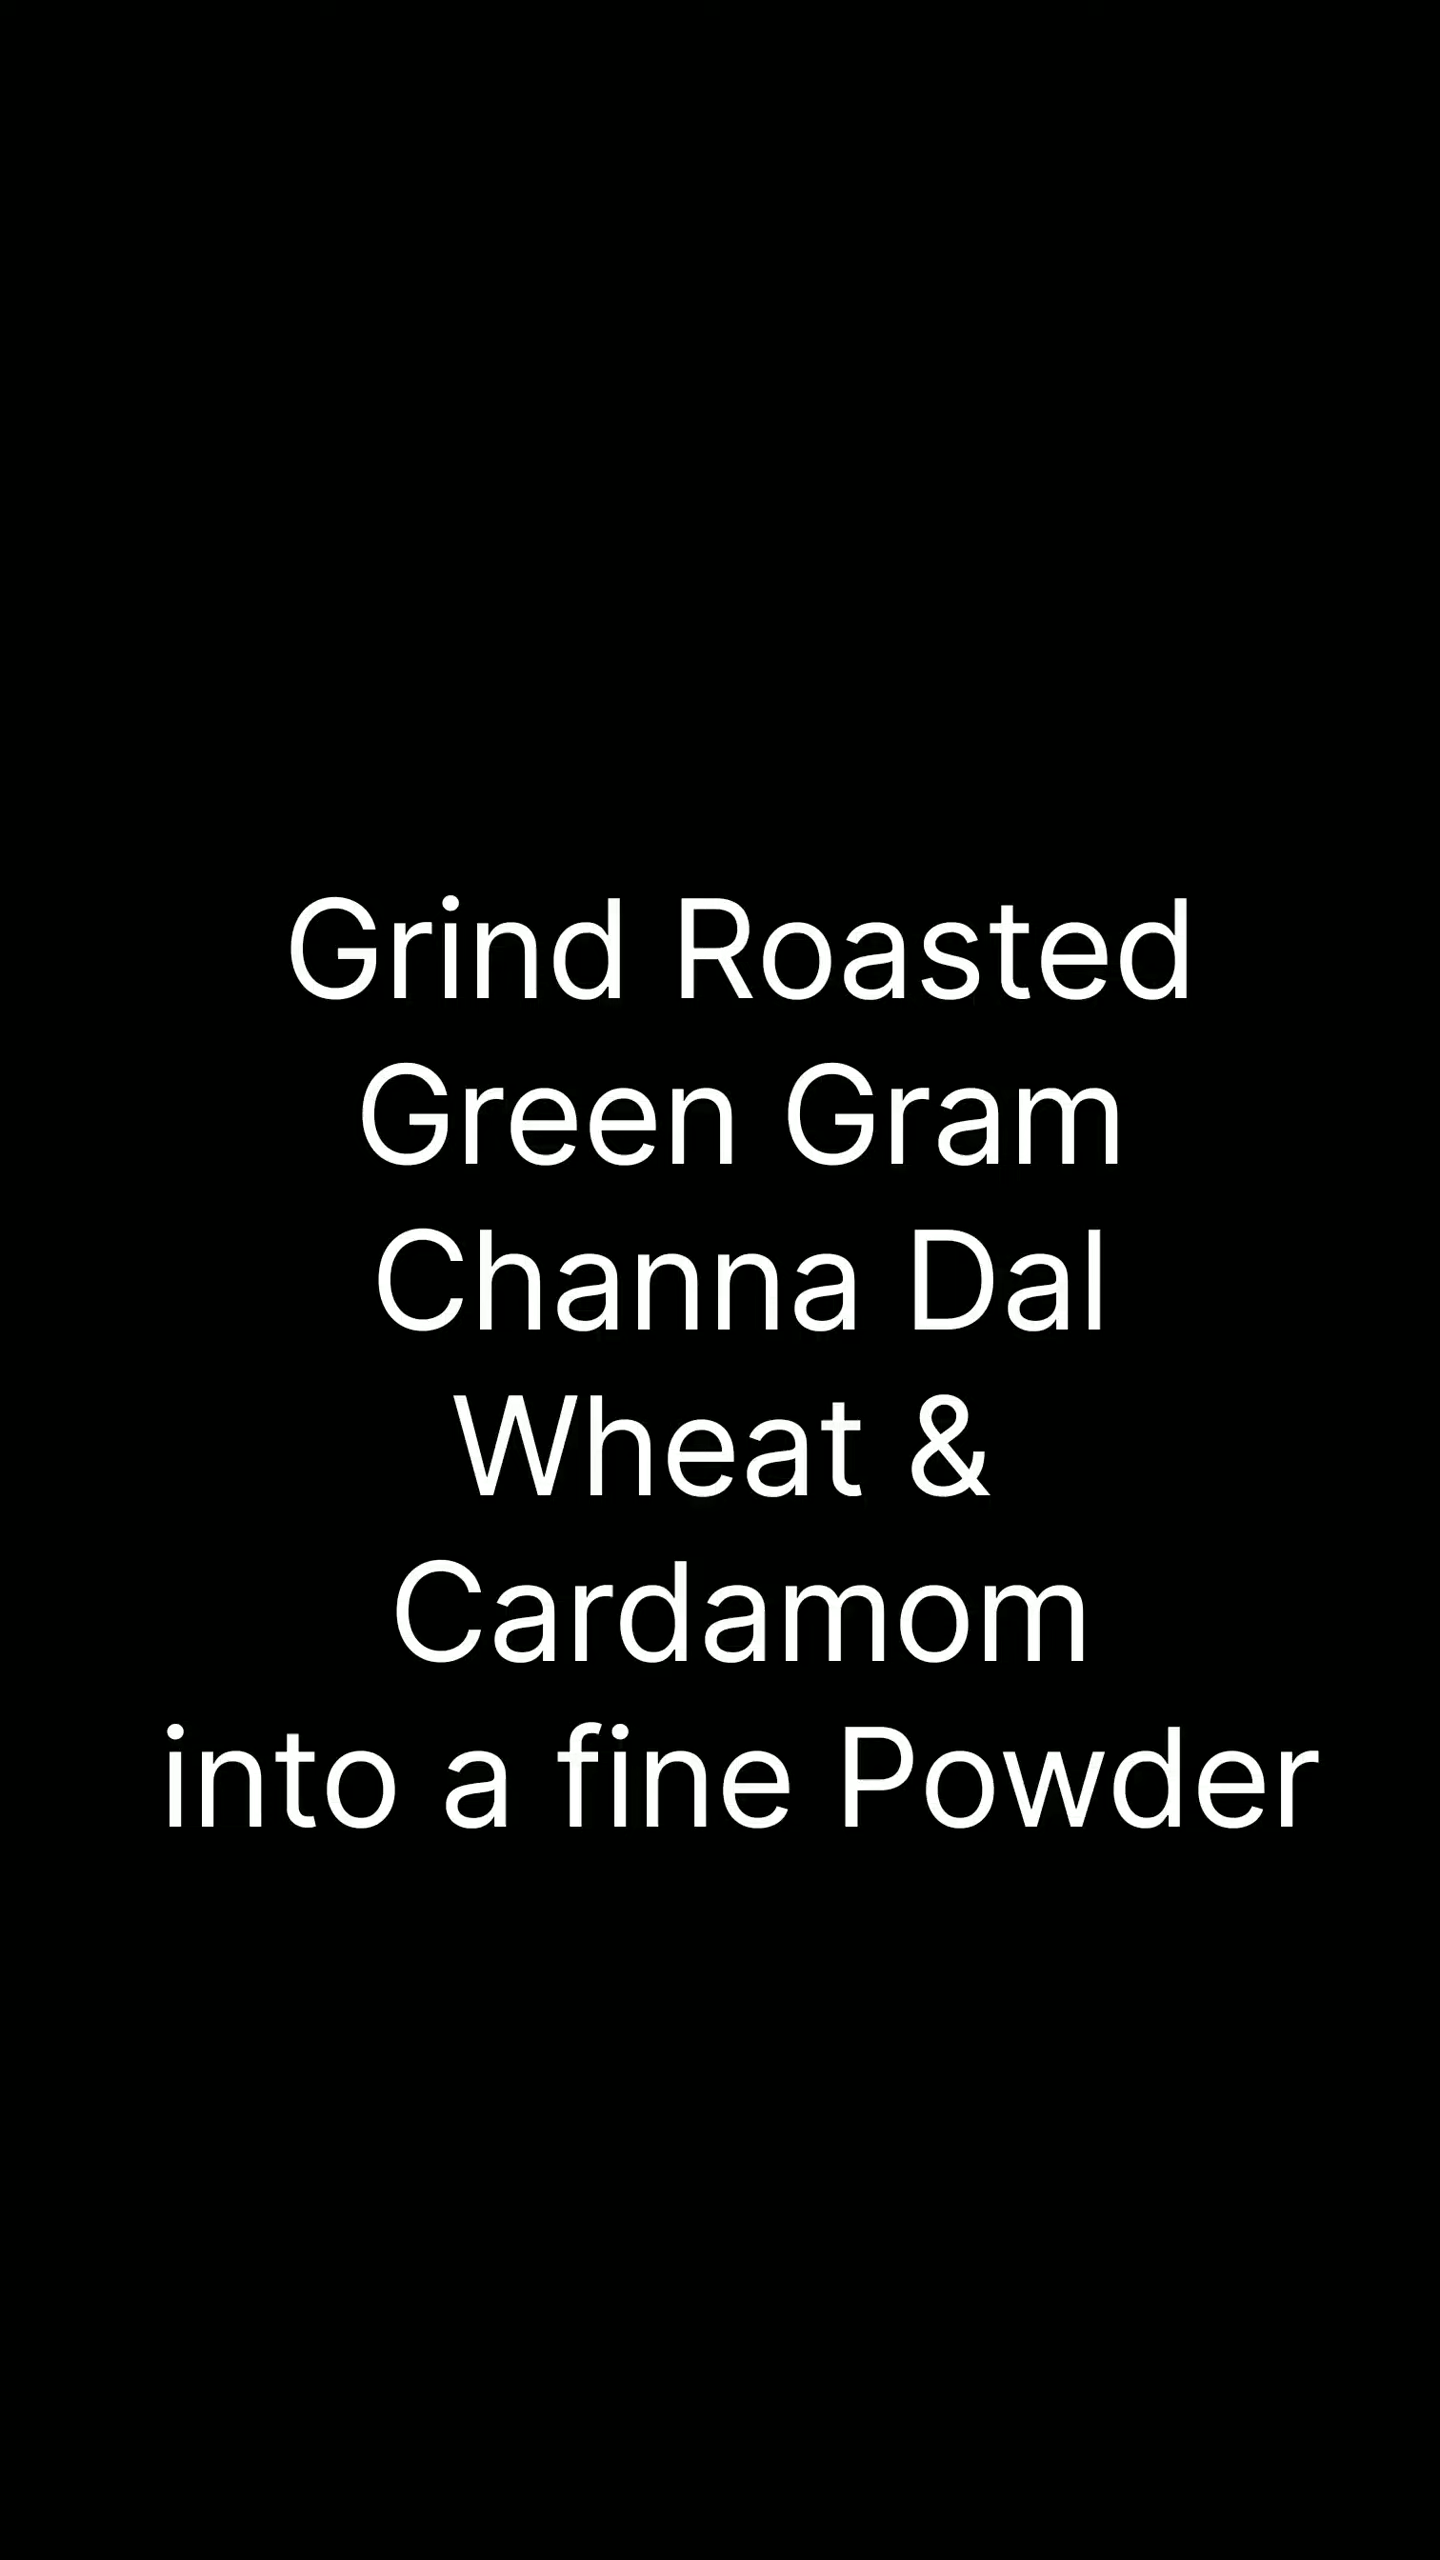 Grind Roasted
Green Gram
Channa Dal
Wheat &
Cardamom
into a fine Powder